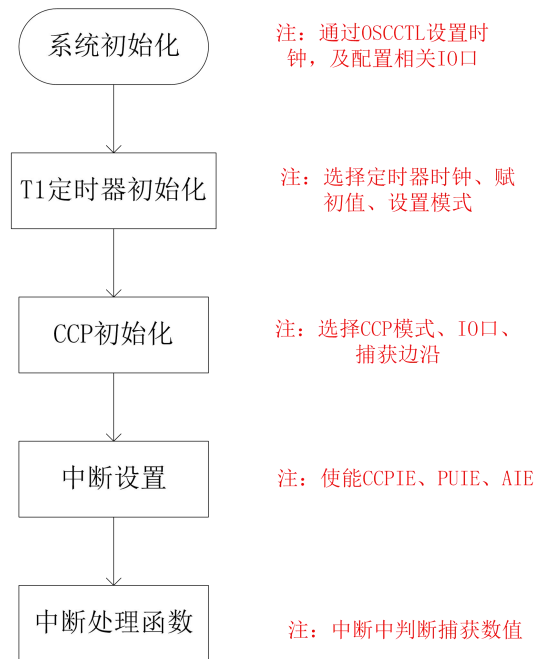 系统初始化
注：通过OSCCTL设置时
钟，及配置相关IO口
T1定时器初始化
注：选择定时器时钟、赋
初值、设置模式
CCP初始化
注：选择CCP模式、IO口、
捕获边沿
中断设置
注：使能CCPIE、PUIE、AIE
中断处理函数
注：中断中判断捕获数值